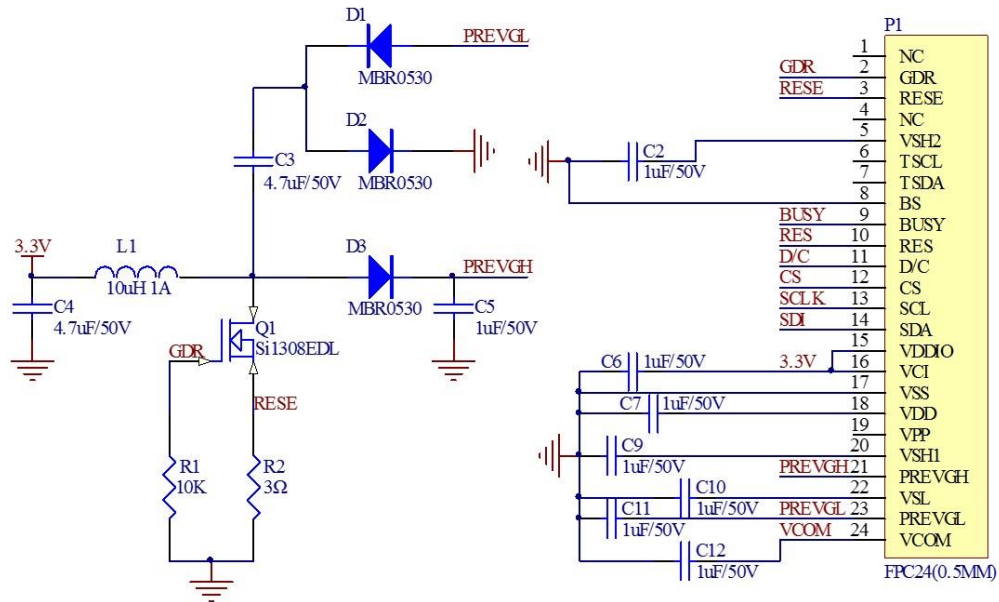 D1
PREVGL
MBR0530
D2
MBR0530
C3
4.7uF/50V
3.3V
L1
10uH 1A
D3
PREVGH
MBR0530
C4
4.7uF/50V
C5
1uF/50V
Q1
Si1308EDL
GDR
RESE
R1
10K
R2
3Ω
P1
1 NC
GDR 2 GDR
RESE 3 RESE
4 NC
5 VSH2
C2
1uF/50V
6 TSCL
7 TSDA
8 BS
BUSY 9 BUSY
RES 10 RES
D/C 11 D/C
CS 12 CS
SCLK 13 SCL
SDI 14 SDA
15 VDDIO
C6 1uF/50V 3.3V 16 VCI
17 VSS
C7 1uF/50V 18 VDD
19 VPP
C9 20 VSH1
1uF/50V PREVGH 21 PREVGH
C10 22 VSL
1uF/50V
C11 PREVGL 23 PREVGL
1uF/50V
VCOM 24 VCOM
C12
1uF/50V
FPC24(0.5MM)